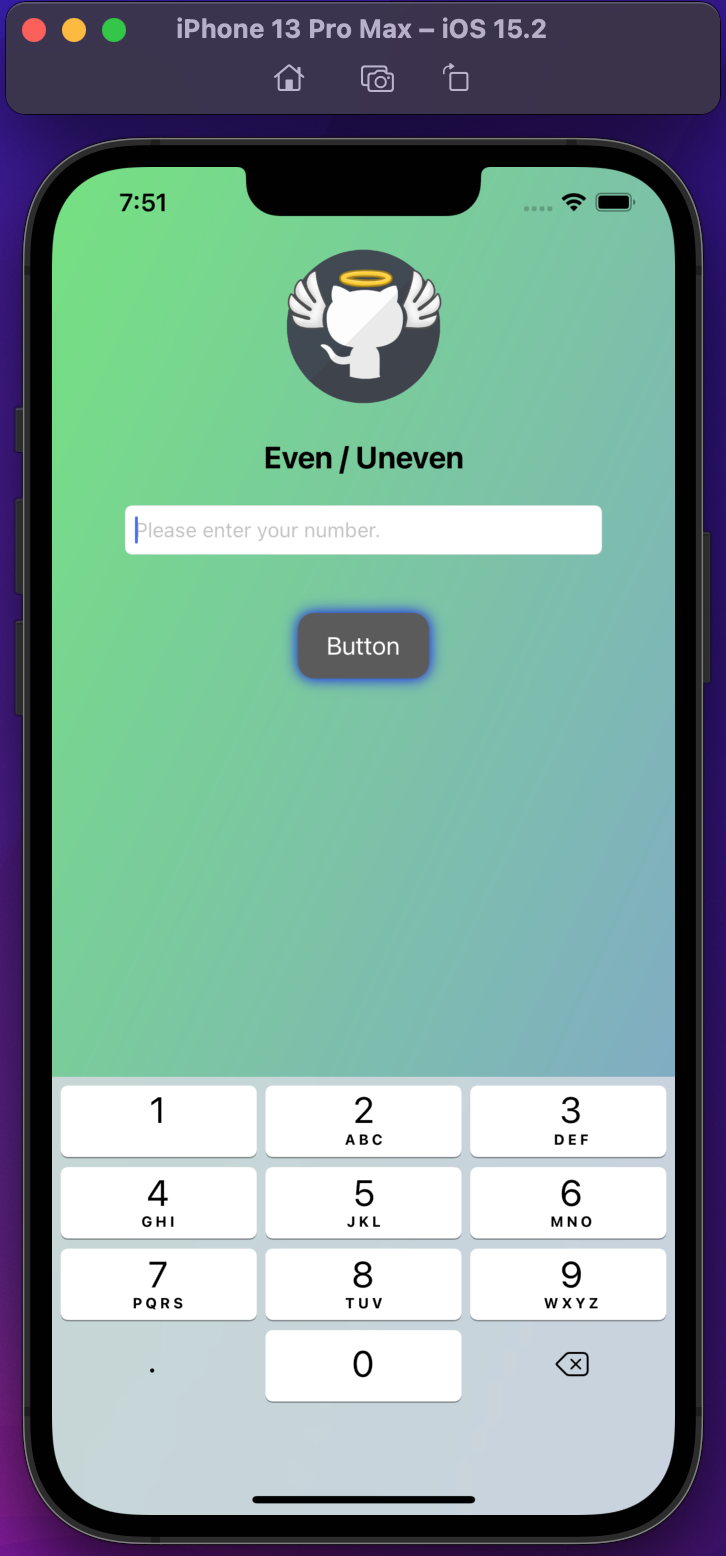 iPhone 13 Pro Max – iOS 15.2
7:51
Even / Uneven
Please enter your number.
Button
1
2
ABC
3
DEF
4
GHI
5
JKL
6
MNO
7
PQRS
8
TUV
9
WXYZ
.
0